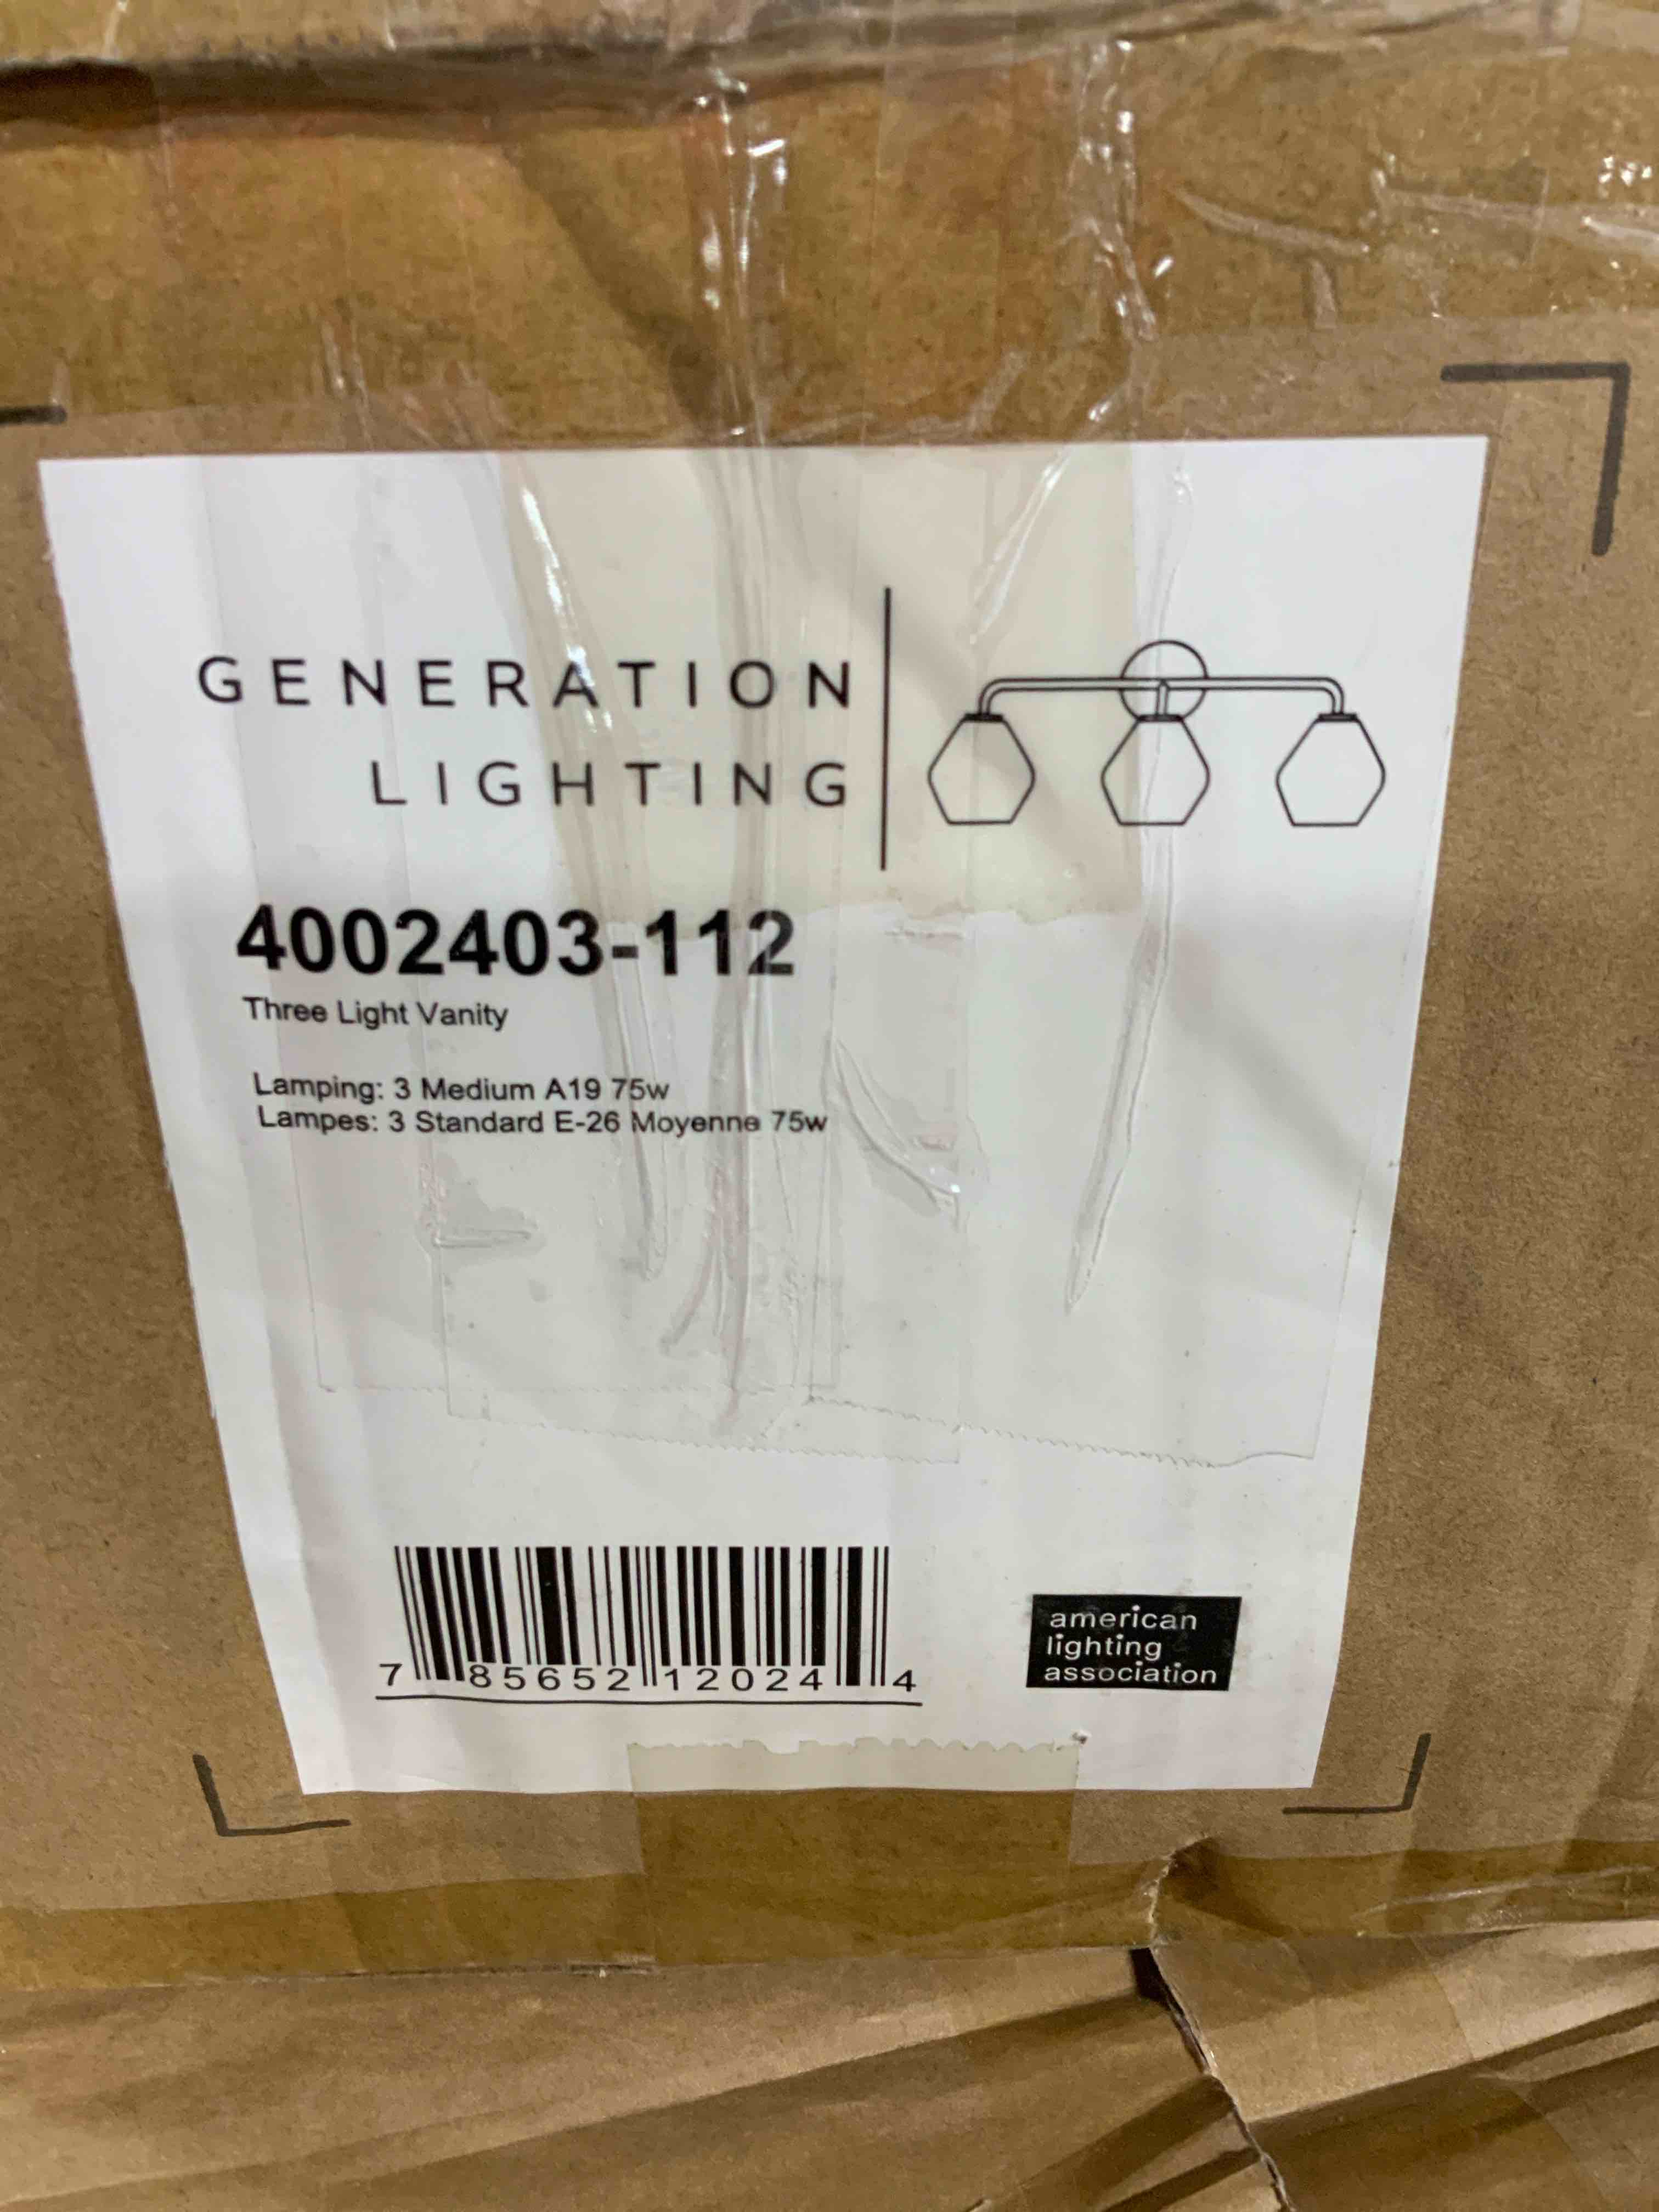 GENERATION
LIGHTING
4002403-112
Three Light Vanity
Lamping: 3 Medium A19 75w
Lampes: 3 Standard E-26 Moyenne 75w
7 85652 12024 4
american
lighting
association